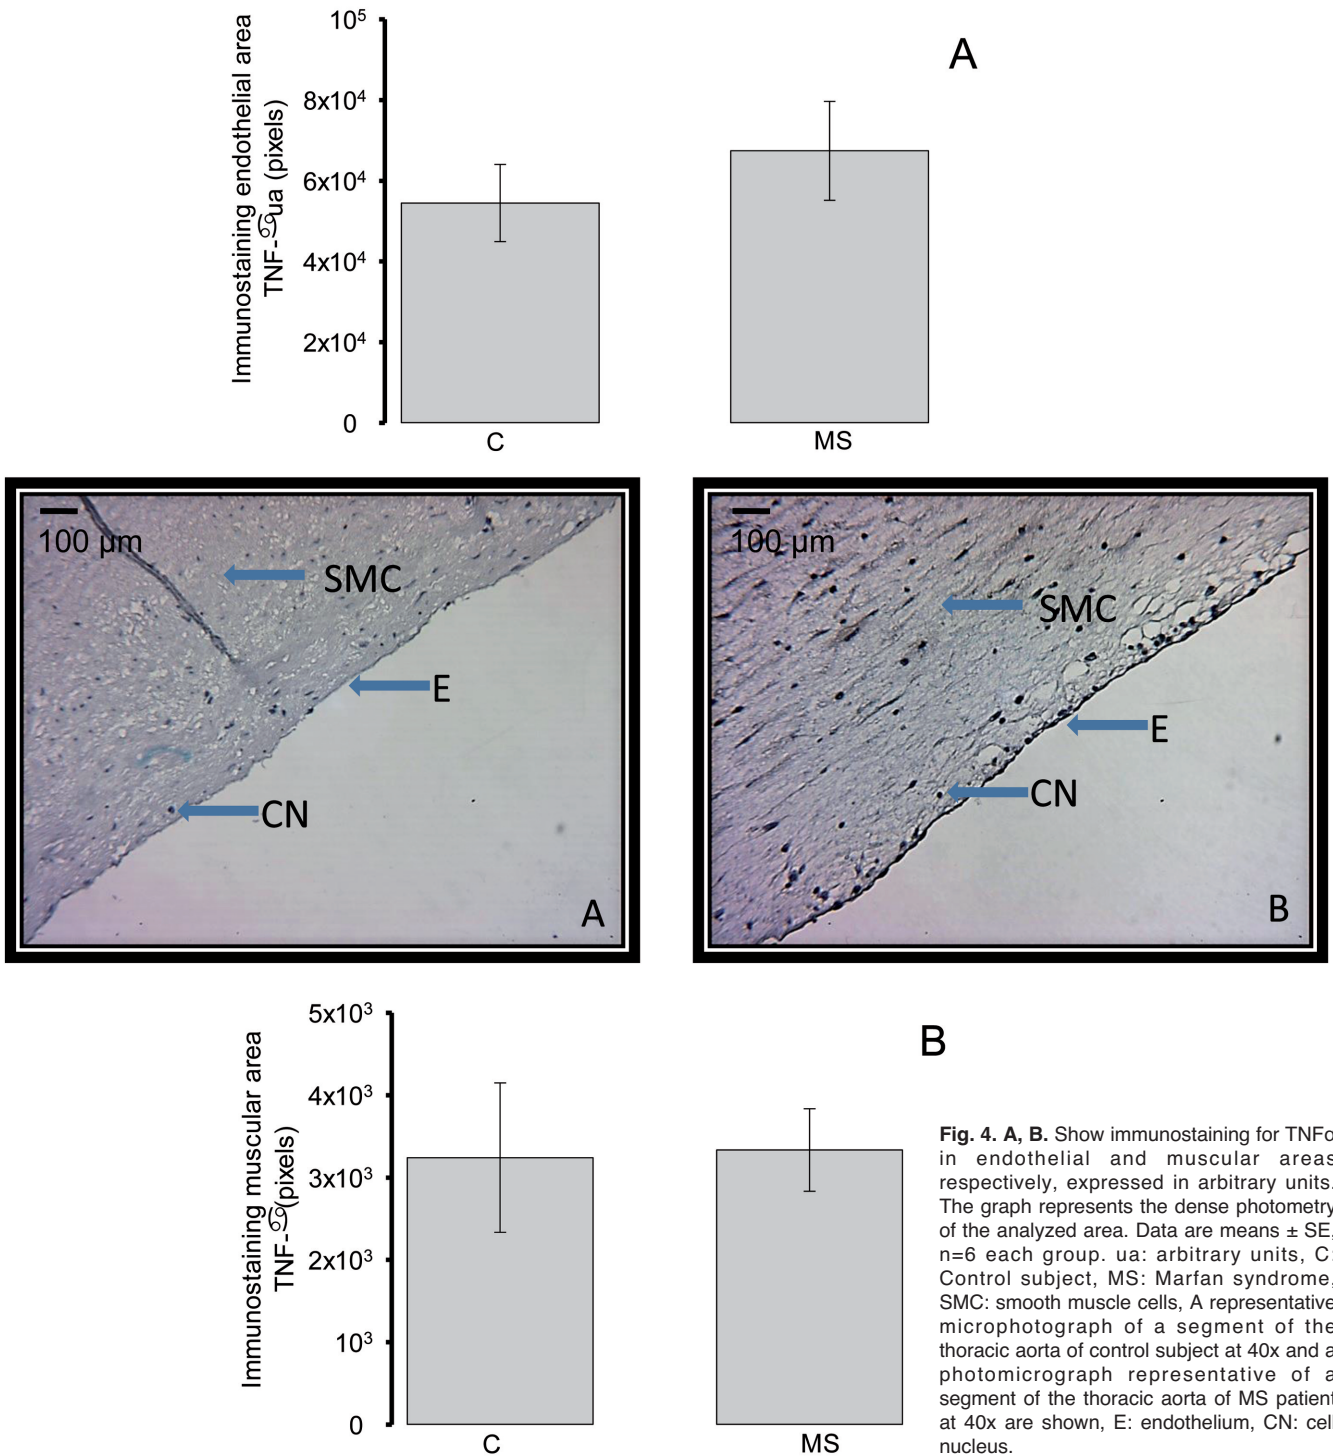 A
Immunostaining endothelial area
TNF-♋ua (pixels)
10⁵
8x10⁴
6x10⁴
4x10⁴
2x10⁴
0
C
MS
100 µm
SMC
E
CN
A
100 µm
SMC
E
CN
B
B
Immunostaining muscular area
TNF-♋(pixels)
5x10³
4x10³
3x10³
2x10³
10³
0
C
MS
Fig. 4. A, B. Show immunostaining for TNFα
in endothelial and muscular areas
respectively, expressed in arbitrary units.
The graph represents the dense photometry
of the analyzed area. Data are means ± SE,
n=6 each group. ua: arbitrary units, C:
Control subject, MS: Marfan syndrome,
SMC: smooth muscle cells, A representative
microphotograph of a segment of the
thoracic aorta of control subject at 40x and a
photomicrograph representative of a
segment of the thoracic aorta of MS patient
at 40x are shown, E: endothelium, CN: cell
nucleus.